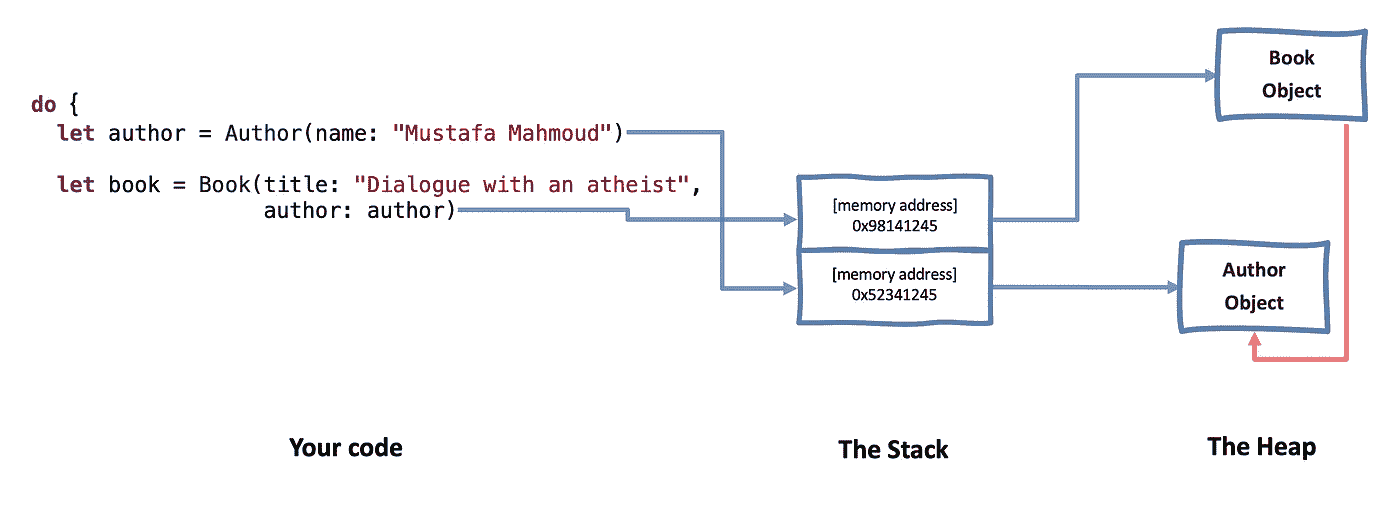 do {
let author = Author(name: "Mustafa Mahmoud")
let book = Book(title: "Dialogue with an atheist",
author: author)
[memory address]
0x98141245
[memory address]
0x52341245
Book
Object
Author
Object
Your code
The Stack
The Heap